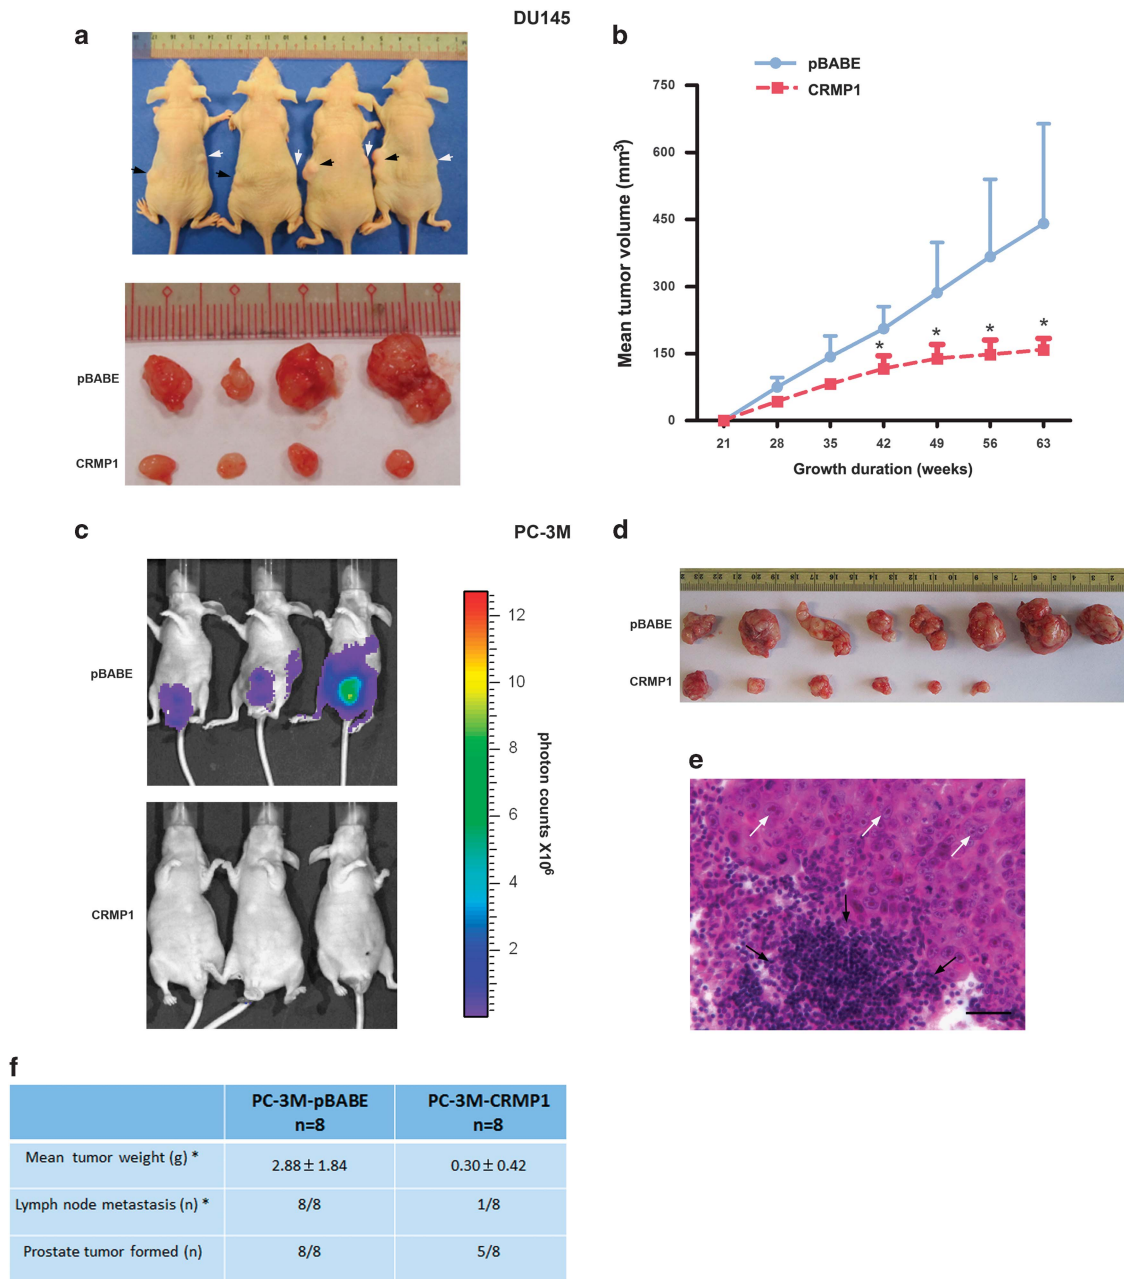 DU145
a
b
pBABE
CRMP1
750
600
450
300
150
0
Mean tumor volume (mm³)
*
*
*
*
21 28 35 42 49 56 63
Growth duration (weeks)
pBABE
CRMP1
c
PC-3M
d
pBABE
CRMP1
12
10
8
6
4
2
photon counts X10⁶
pBABE
CRMP1
e
f
PC-3M-pBABE
n=8
PC-3M-CRMP1
n=8
Mean tumor weight (g) * 2.88 ± 1.84 0.30 ± 0.42
Lymph node metastasis (n) * 8/8 1/8
Prostate tumor formed (n) 8/8 5/8